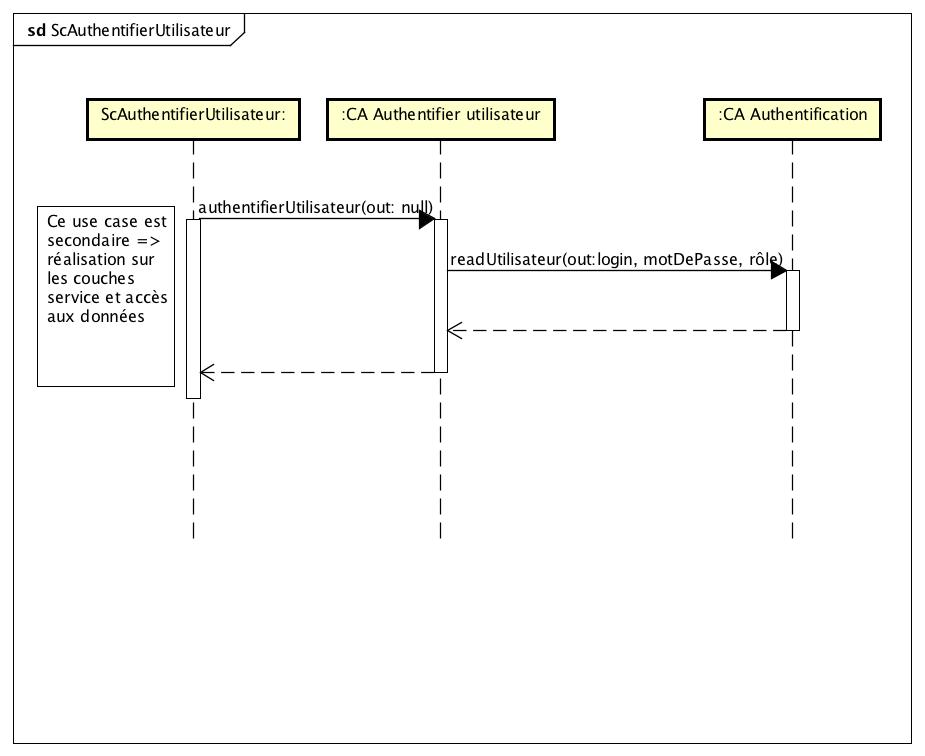 sd ScAuthentifierUtilisateur
ScAuthentifierUtilisateur:
:CA Authentifier utilisateur
:CA Authentification
authentifierUtilisateur(out: null)
Ce use case est
secondaire =>
réalisation sur
les couches
service et accès
aux données
readUtilisateur(out:login, motDePasse, rôle)